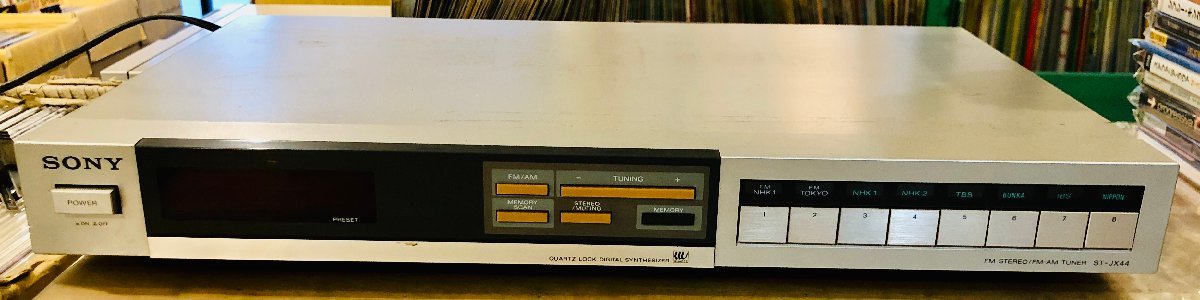 SONY
POWER
ON OFF
PRESET
FM/AM
− TUNING +
MEMORY
SCAN
STEREO
/MUTING
MEMORY
QUARTZ LOCK DIGITAL SYNTHESIZER
FM
NHK 1
FM
TOKYO
NHK 1
NHK 2
TBS
BUNKA
NIPPON
1 2 3 4 5 6 7 8
FM STEREO/FM-AM TUNER ST-JX44